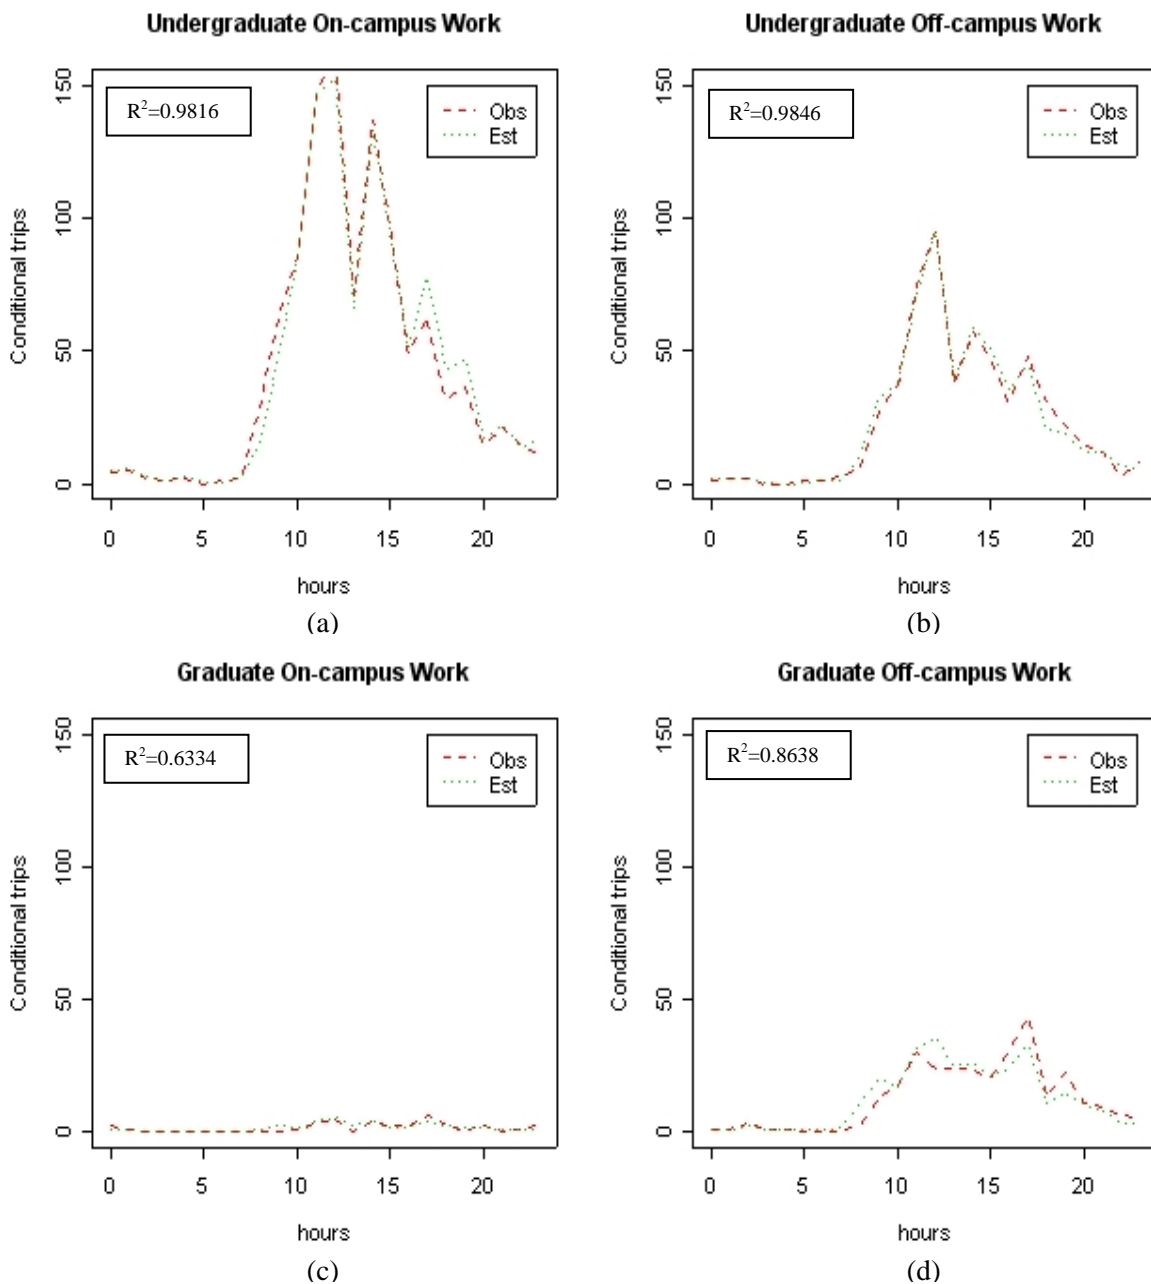 Undergraduate On-campus Work
R²=0.9816
Obs
Est
Conditional trips
150
100
50
0
0 5 10 15 20
hours
(a)
Undergraduate Off-campus Work
R²=0.9846
Obs
Est
Conditional trips
150
100
50
0
0 5 10 15 20
hours
(b)
Graduate On-campus Work
R²=0.6334
Obs
Est
Conditional trips
150
100
50
0
0 5 10 15 20
hours
(c)
Graduate Off-campus Work
R²=0.8638
Obs
Est
Conditional trips
150
100
50
0
0 5 10 15 20
hours
(d)